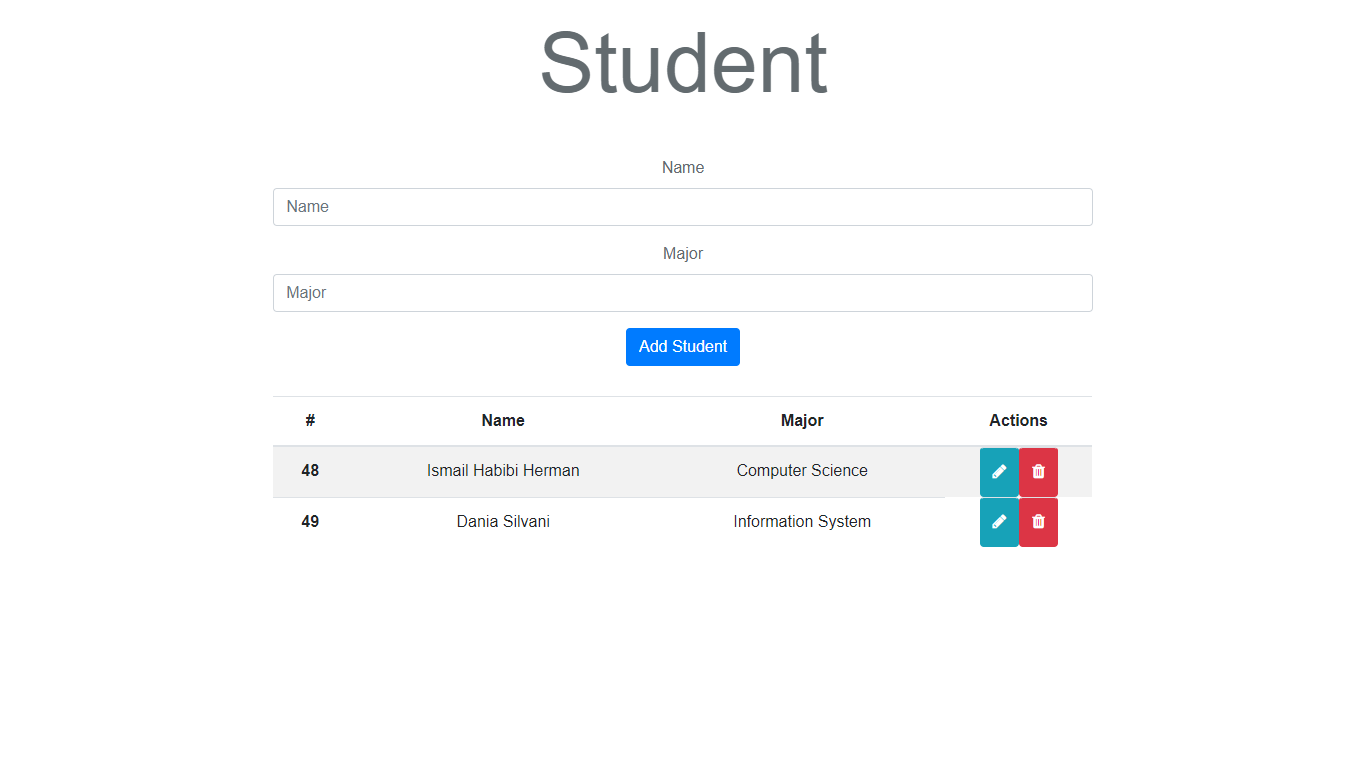 Student
Name
Name
Major
Major
Add Student
# Name Major Actions
48 Ismail Habibi Herman Computer Science
49 Dania Silvani Information System